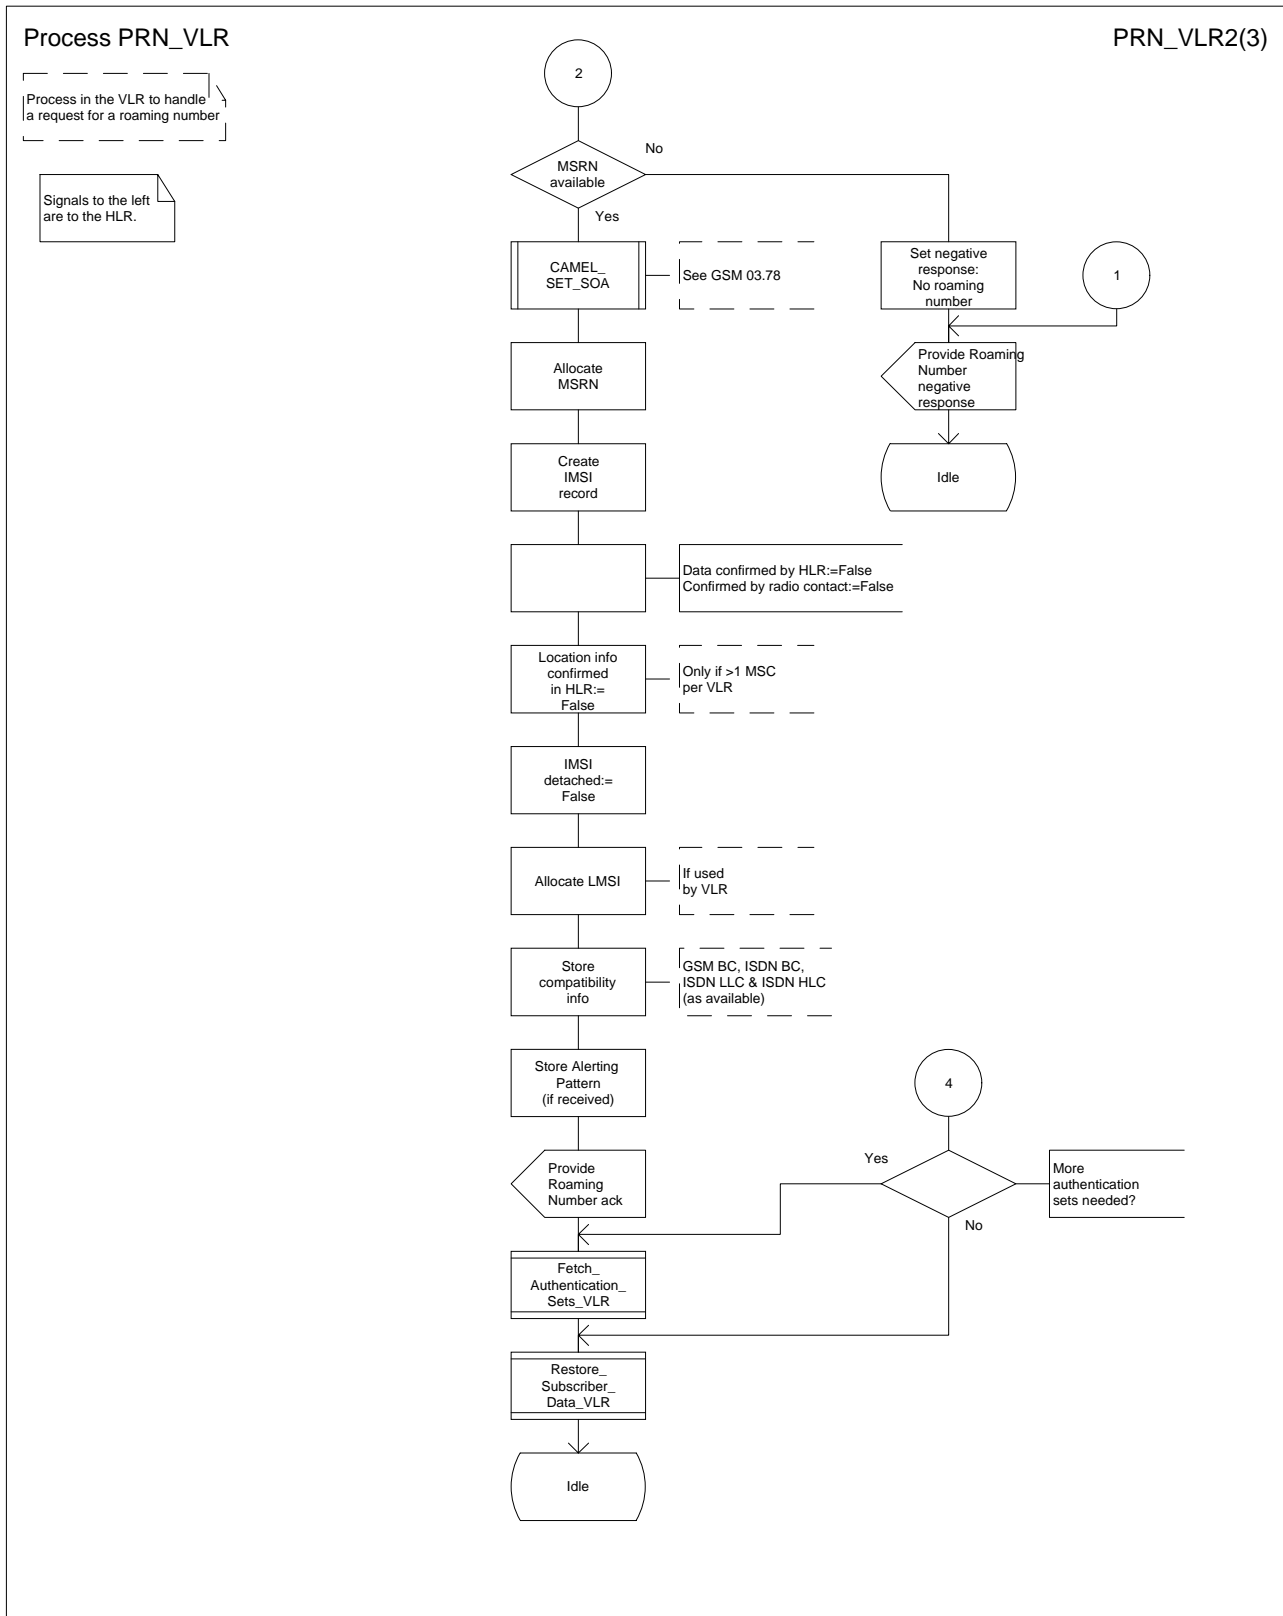 Process PRN_VLR
PRN_VLR2(3)
Process in the VLR to handle
a request for a roaming number
Signals to the left
are to the HLR.
2
MSRN
available
No
Yes
CAMEL_
SET_SOA
See GSM 03.78
Set negative
response:
No roaming
number
1
Allocate
MSRN
Provide Roaming
Number
negative
response
Create
IMSI
record
Idle
Data confirmed by HLR:=False
Confirmed by radio contact:=False
Location info
confirmed
in HLR:=
False
Only if >1 MSC
per VLR
IMSI
detached:=
False
Allocate LMSI
If used
by VLR
Store
compatibility
info
GSM BC, ISDN BC,
ISDN LLC & ISDN HLC
(as available)
Store Alerting
Pattern
(if received)
4
Provide
Roaming
Number ack
Yes
No
More
authentication
sets needed?
Fetch_
Authentication_
Sets_VLR
Restore_
Subscriber_
Data_VLR
Idle